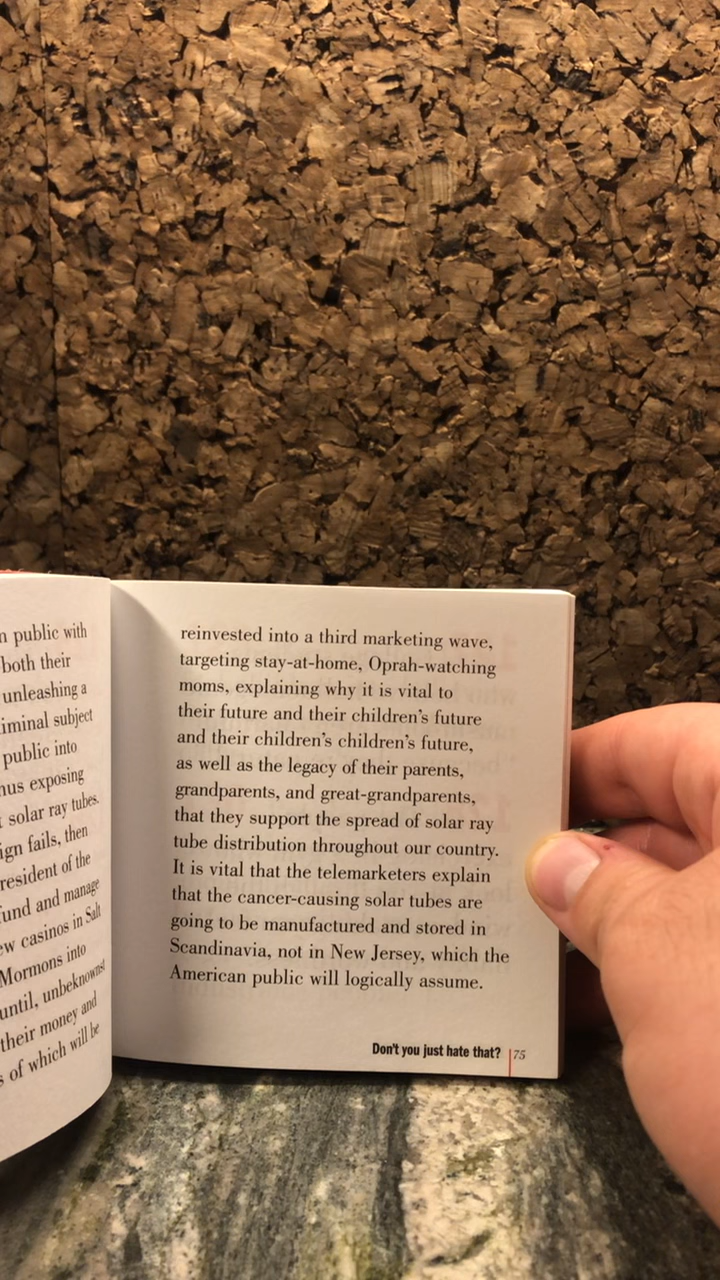 n public with
both their
unleashing a
iminal subject
public into
nus exposing
solar ray tubes.
ign fails, then
resident of the
fund and manage
ew casinos in Salt
Mormons into
until, unbeknownst
their money and
s of which will be
reinvested into a third marketing wave,
targeting stay-at-home, Oprah-watching
moms, explaining why it is vital to
their future and their children's future
and their children's children's future,
as well as the legacy of their parents,
grandparents, and great-grandparents,
that they support the spread of solar ray
tube distribution throughout our country.
It is vital that the telemarketers explain
that the cancer-causing solar tubes are
going to be manufactured and stored in
Scandinavia, not in New Jersey, which the
American public will logically assume.
Don't you just hate that? 75